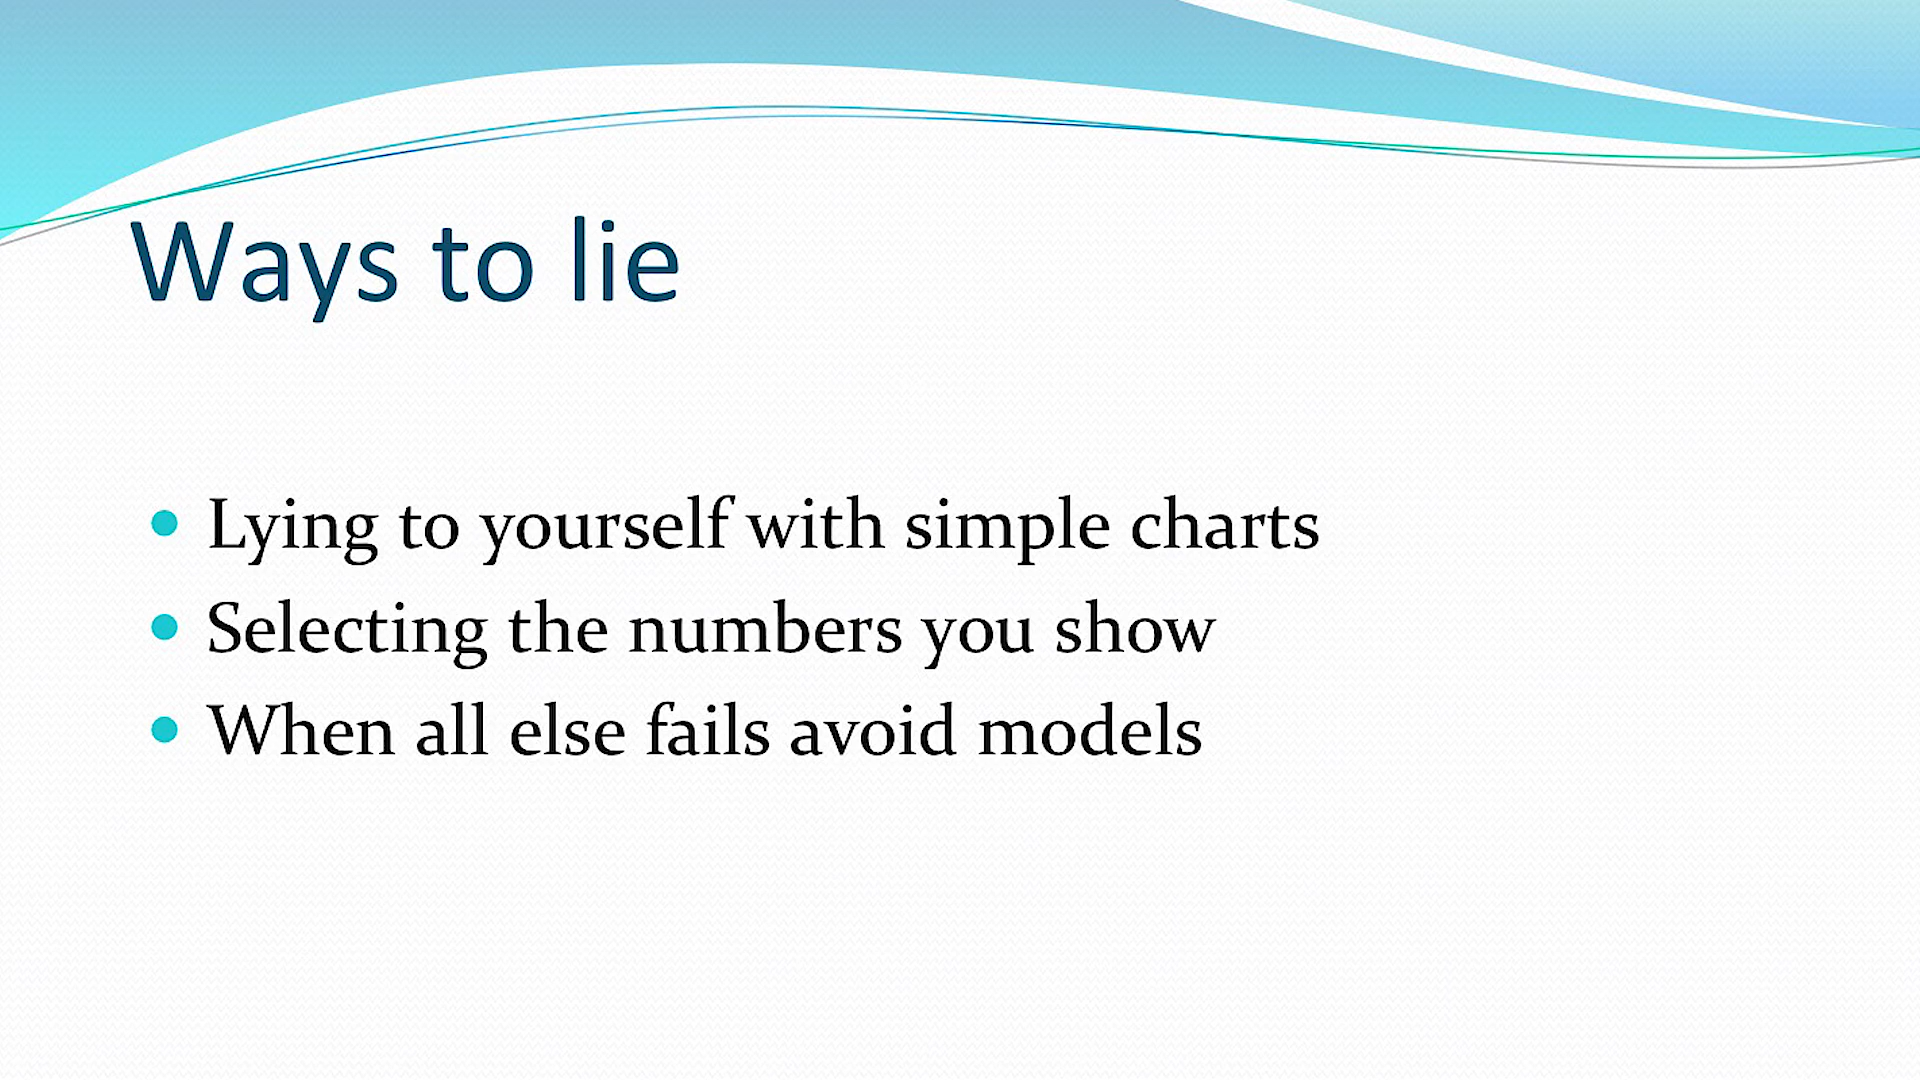 Ways to lie
Lying to yourself with simple charts
Selecting the numbers you show
When all else fails avoid models